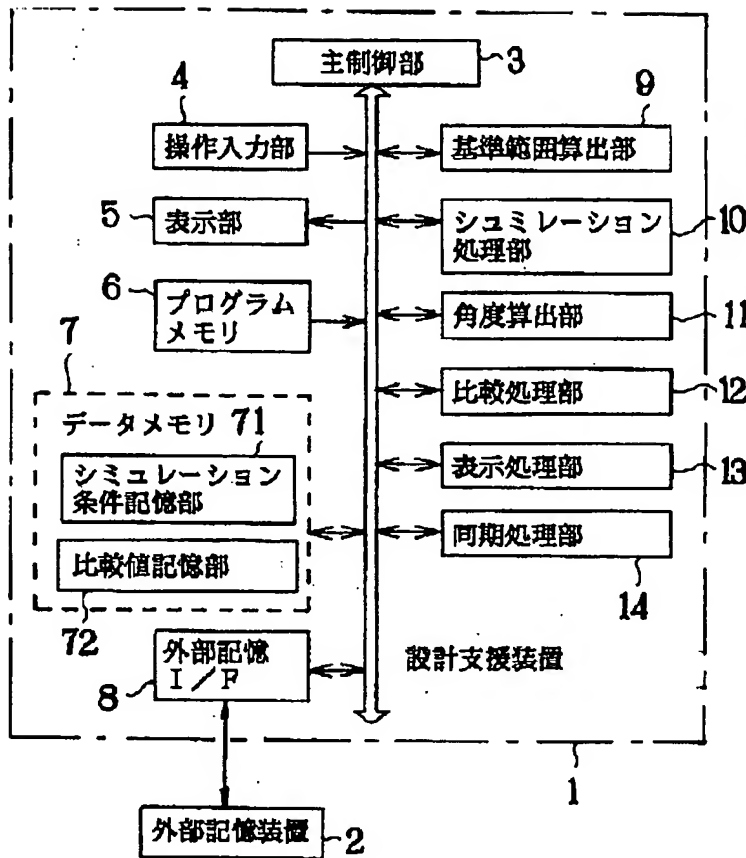 主制御部
3
4
操作入力部
9
基準範囲算出部
5
表示部
シュミレーション
処理部
10
6
プログラム
メモリ
角度算出部
11
7
データメモリ
71
シミュレーション
条件記憶部
比較値記憶部
72
比較処理部
12
表示処理部
13
同期処理部
14
外部記憶
I/F
8
設計支援装置
1
外部記憶装置
2